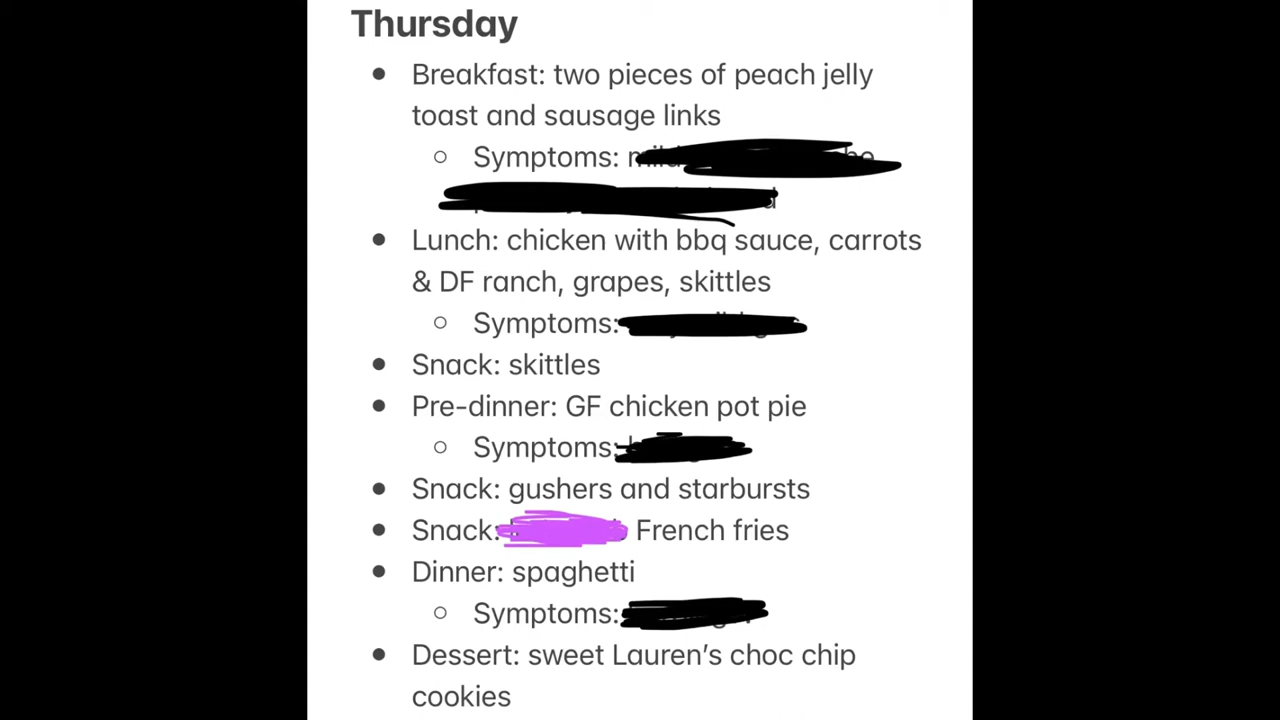 Thursday
Breakfast: two pieces of peach jelly
toast and sausage links
Symptoms:
Lunch: chicken with bbq sauce, carrots
& DF ranch, grapes, skittles
Symptoms:
Snack: skittles
Pre-dinner: GF chicken pot pie
Symptoms:
Snack: gushers and starbursts
Snack: French fries
Dinner: spaghetti
Symptoms:
Dessert: sweet Lauren’s choc chip
cookies